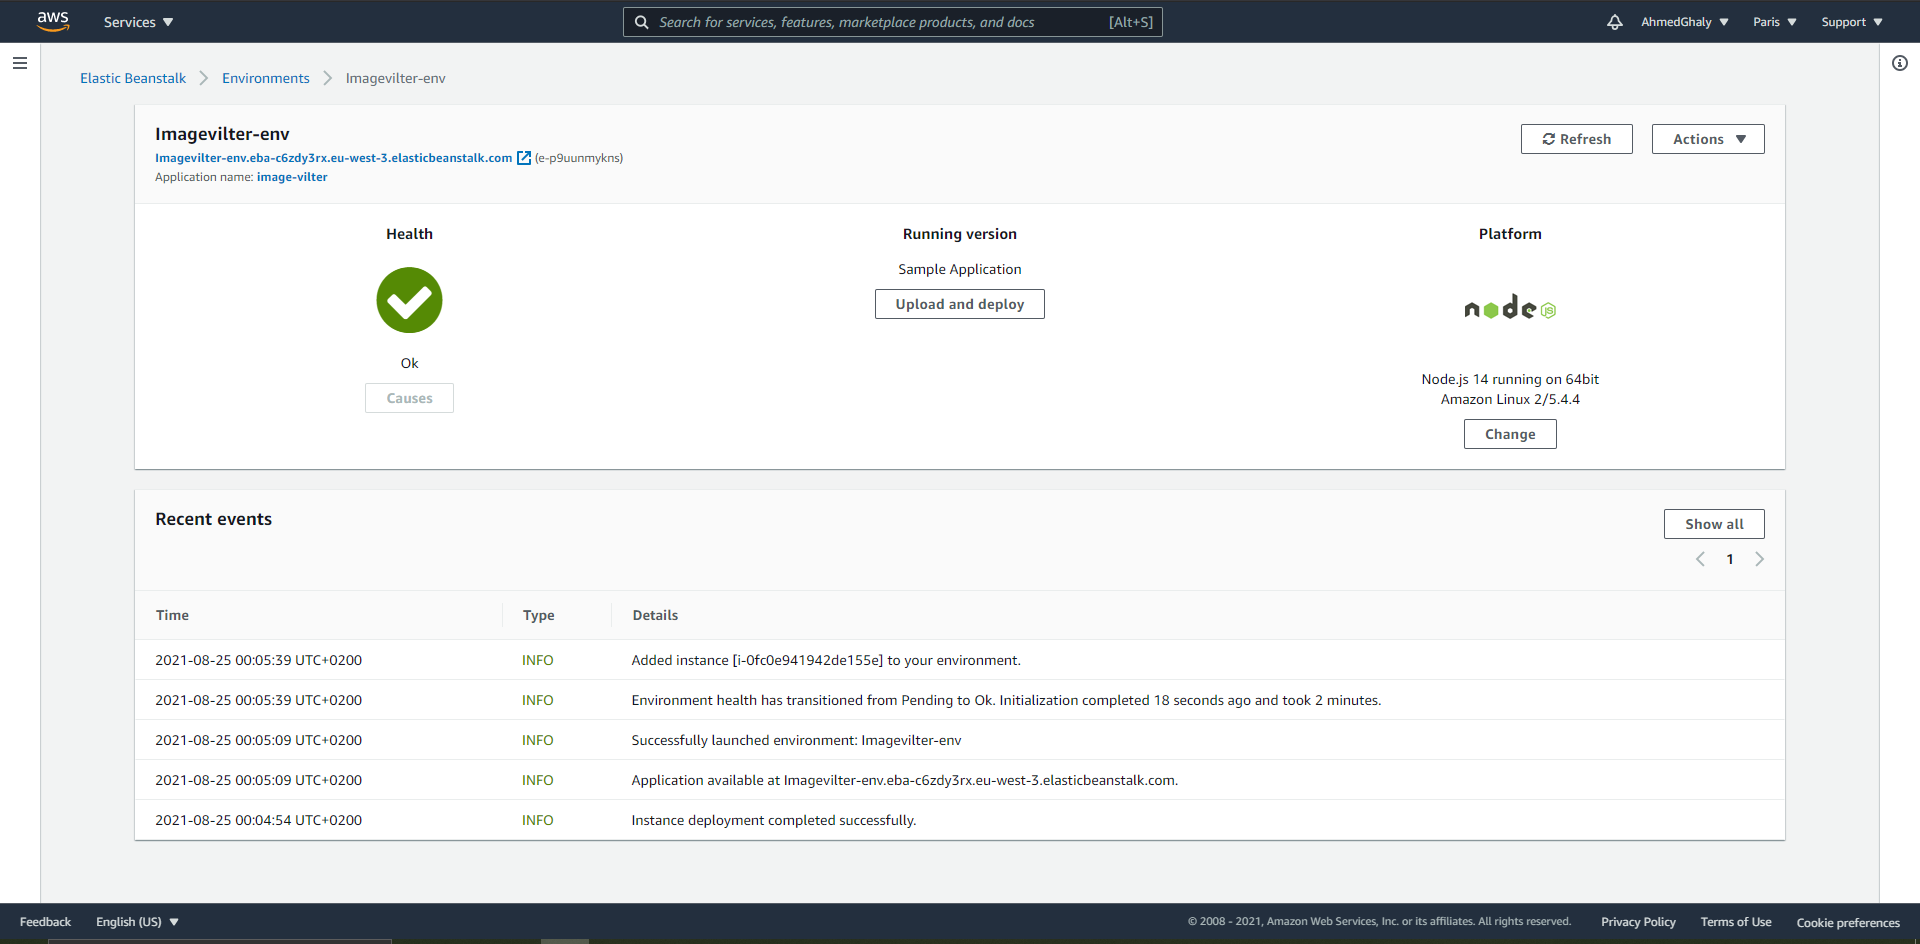 aws
Services
Search for services, features, marketplace products, and docs [Alt+S]
AhmedGhaly
Paris
Support
Elastic Beanstalk
Environments
Imagevilter-env
Imagevilter-env
Imagevilter-env.eba-c6zdy3rx.eu-west-3.elasticbeanstalk.com (e-p9uunmykns)
Application name: image-vilter
Refresh
Actions
Health
Ok
Causes
Running version
Sample Application
Upload and deploy
Platform
node JS
Node.js 14 running on 64bit
Amazon Linux 2/5.4.4
Change
Recent events
Show all
1
Time Type Details
2021-08-25 00:05:39 UTC+0200 INFO Added instance [i-0fc0e941942de155e] to your environment.
2021-08-25 00:05:39 UTC+0200 INFO Environment health has transitioned from Pending to Ok. Initialization completed 18 seconds ago and took 2 minutes.
2021-08-25 00:05:09 UTC+0200 INFO Successfully launched environment: Imagevilter-env
2021-08-25 00:05:09 UTC+0200 INFO Application available at Imagevilter-env.eba-c6zdy3rx.eu-west-3.elasticbeanstalk.com.
2021-08-25 00:04:54 UTC+0200 INFO Instance deployment completed successfully.
Feedback
English (US)
© 2008 - 2021, Amazon Web Services, Inc. or its affiliates. All rights reserved.
Privacy Policy
Terms of Use
Cookie preferences